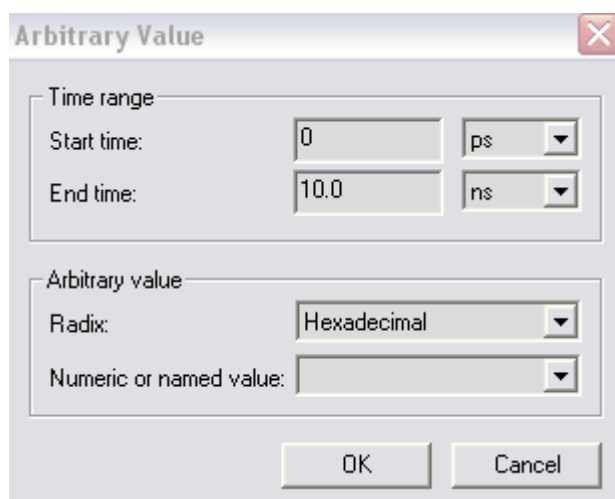 Arbitrary Value
Time range
Start time: 0 ps
End time: 10.0 ns
Arbitrary value
Radix: Hexadecimal
Numeric or named value:
OK Cancel